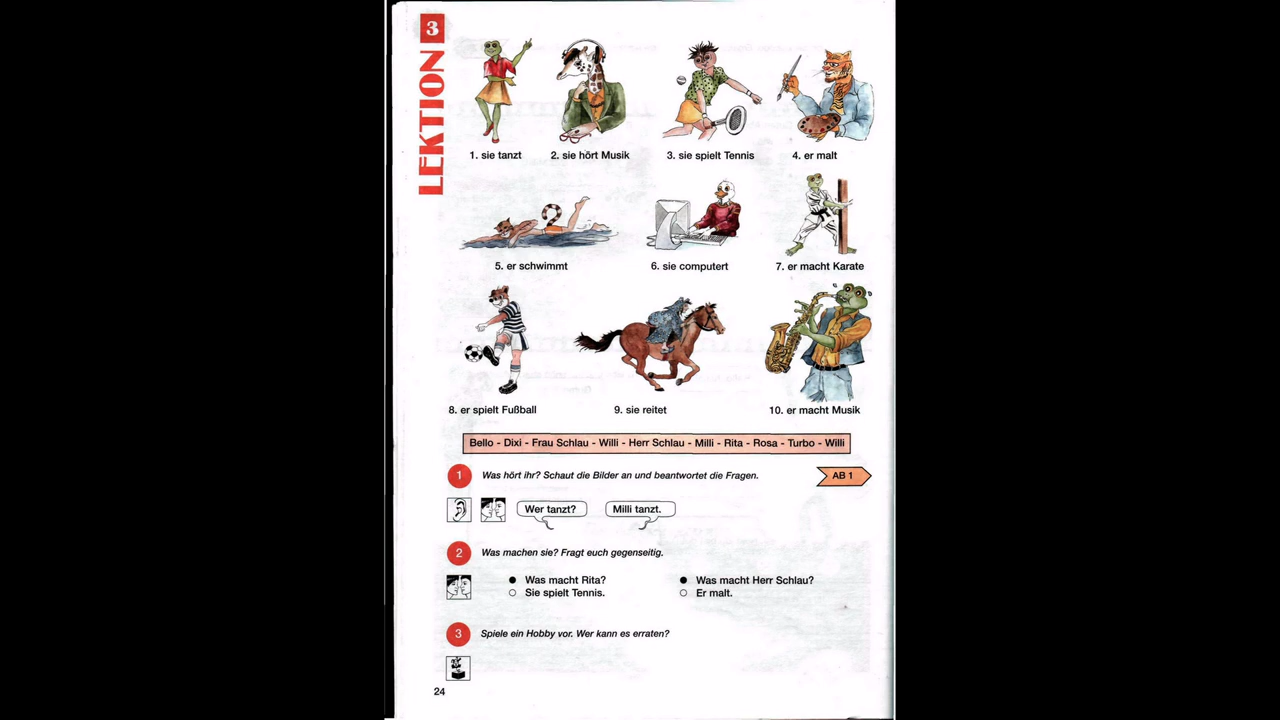 LEKTION 3
1. sie tanzt
2. sie hört Musik
3. sie spielt Tennis
4. er malt
5. er schwimmt
6. sie computert
7. er macht Karate
8. er spielt Fußball
9. sie reitet
10. er macht Musik
Bello - Dixi - Frau Schlau - Willi - Herr Schlau - Milli - Rita - Rosa - Turbo - Willi
1 Was hört ihr? Schaut die Bilder an und beantwortet die Fragen.
AB 1
Wer tanzt?
Milli tanzt.
2 Was machen sie? Fragt euch gegenseitig.
Was macht Rita?
Sie spielt Tennis.
Was macht Herr Schlau?
Er malt.
3 Spiele ein Hobby vor. Wer kann es erraten?
24